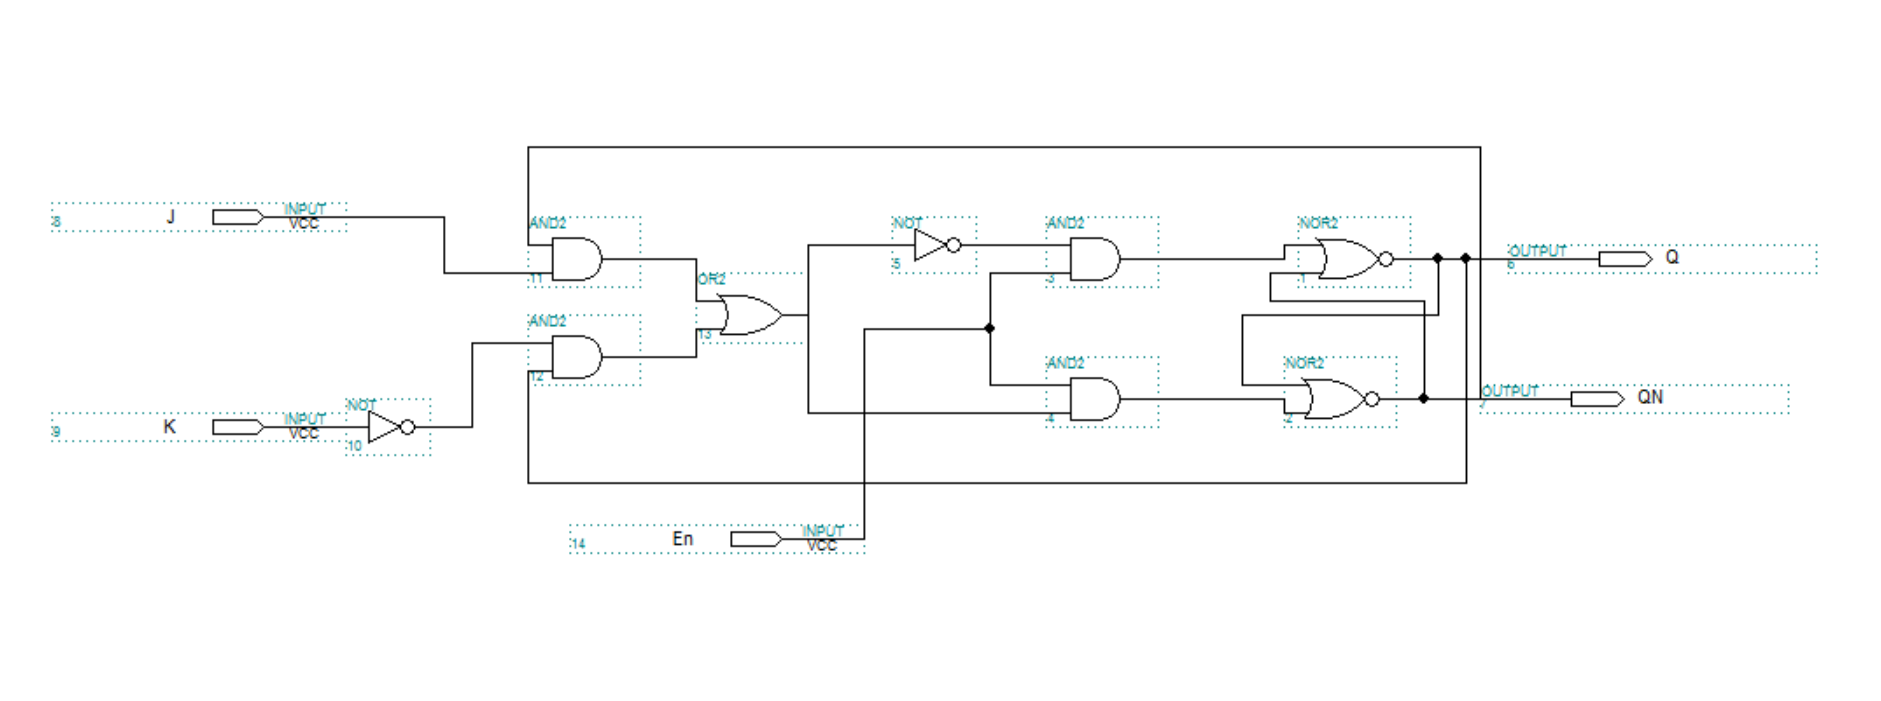 J
INPUT
VCC
8
AND2
11
NOT
5
AND2
3
NOR2
1
OUTPUT
6
Q
OR2
13
AND2
12
K
INPUT
VCC
9
NOT
10
AND2
4
NOR2
2
OUTPUT
7
QN
En
INPUT
VCC
14